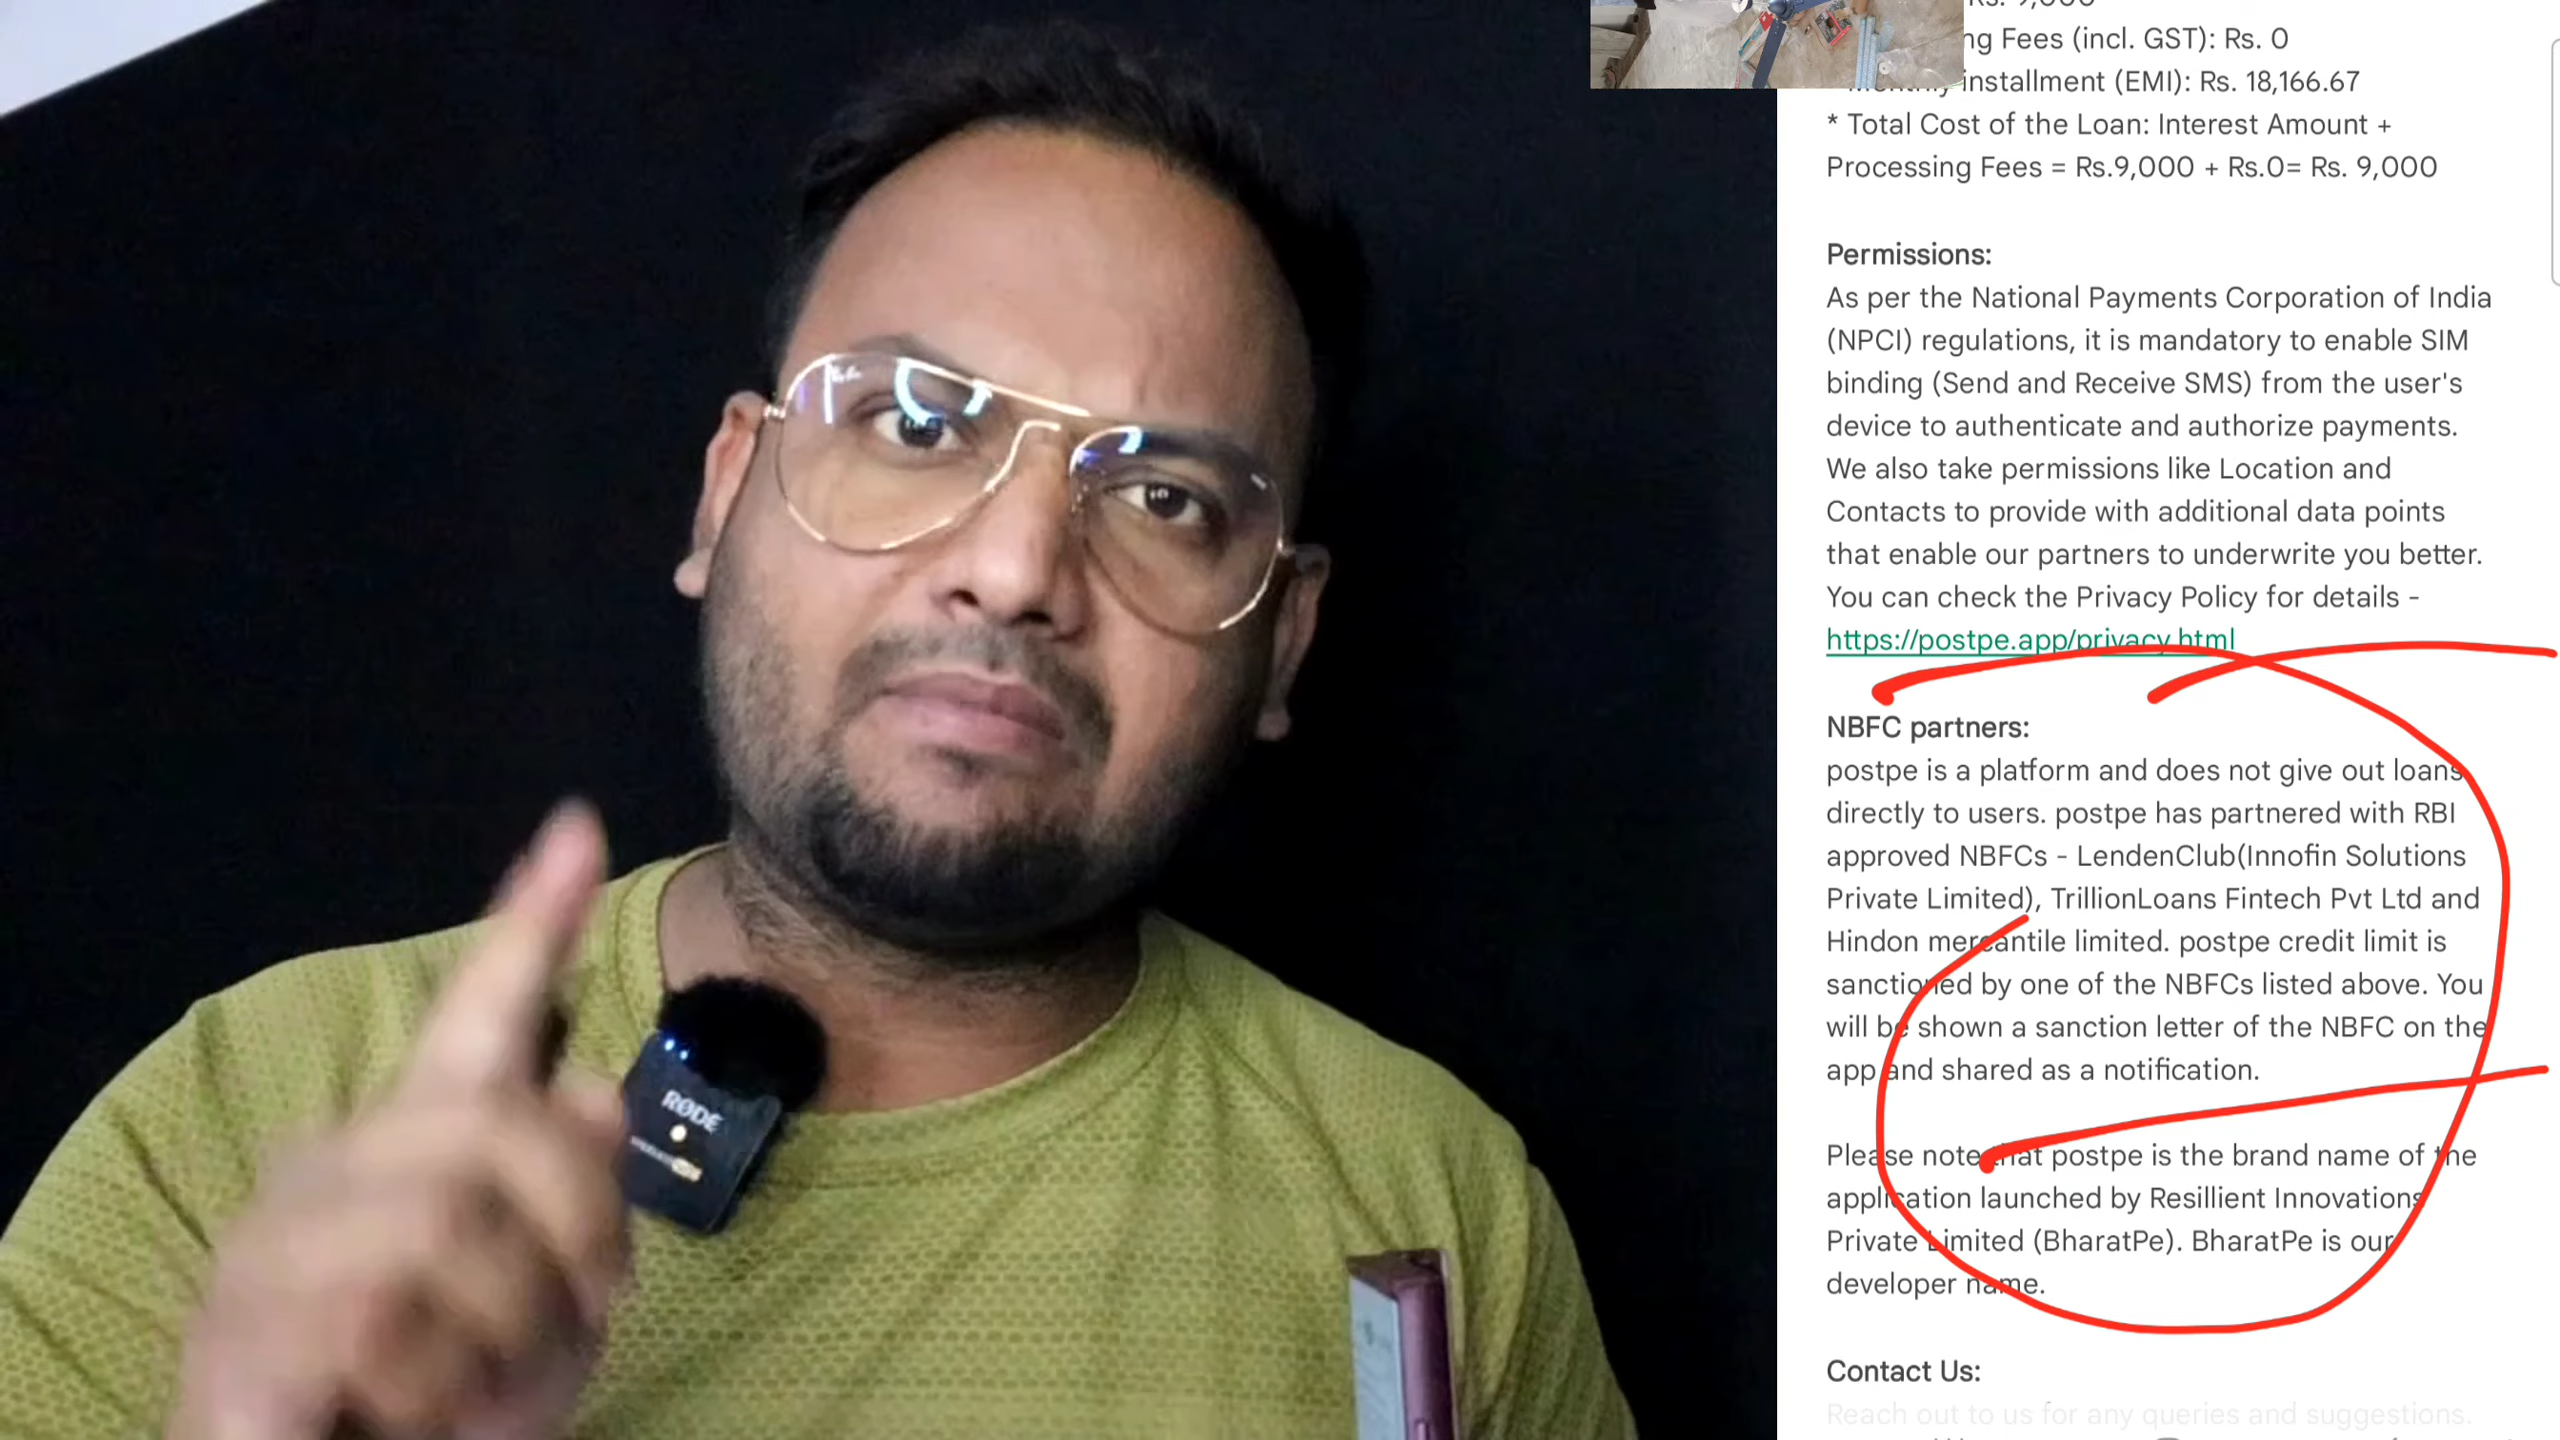 Rs. 9,000
ng Fees (incl. GST): Rs. 0
installment (EMI): Rs. 18,166.67
* Total Cost of the Loan: Interest Amount +
Processing Fees = Rs.9,000 + Rs.0= Rs. 9,000
Permissions:
As per the National Payments Corporation of India
(NPCI) regulations, it is mandatory to enable SIM
binding (Send and Receive SMS) from the user's
device to authenticate and authorize payments.
We also take permissions like Location and
Contacts to provide with additional data points
that enable our partners to underwrite you better.
You can check the Privacy Policy for details -
https://postpe.app/privacy.html
NBFC partners:
postpe is a platform and does not give out loans
directly to users. postpe has partnered with RBI
approved NBFCs - LendenClub(Innofin Solutions
Private Limited), TrillionLoans Fintech Pvt Ltd and
Hindon mercantile limited. postpe credit limit is
sanctioned by one of the NBFCs listed above. You
will be shown a sanction letter of the NBFC on the
app and shared as a notification.
Please note that postpe is the brand name of the
application launched by Resillient Innovations
Private Limited (BharatPe). BharatPe is our
developer name.
Contact Us:
Reach out to us for any queries and suggestions.
RØDE